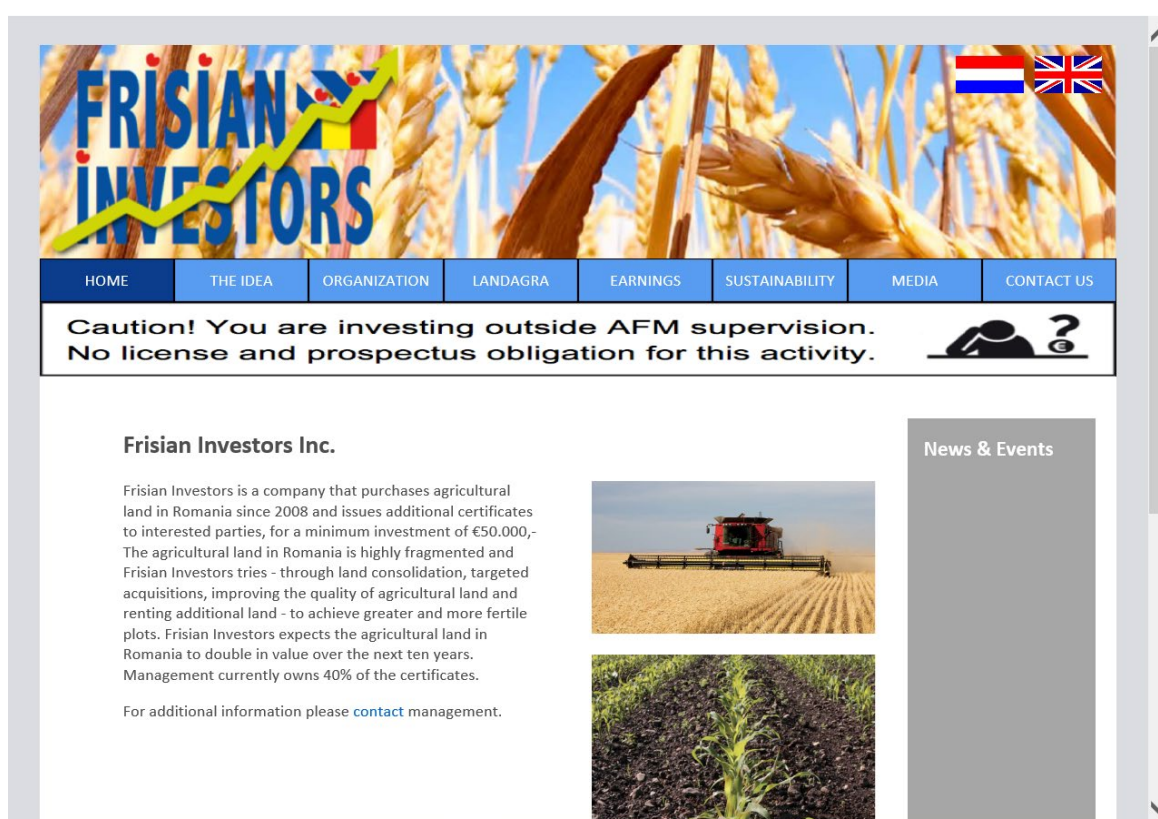 FRISIAN
INVESTORS
HOME THE IDEA ORGANIZATION LANDAGRA EARNINGS SUSTAINABILITY MEDIA CONTACT US
Caution! You are investing outside AFM supervision.
No license and prospectus obligation for this activity.
?
€
Frisian Investors Inc.
Frisian Investors is a company that purchases agricultural
land in Romania since 2008 and issues additional certificates
to interested parties, for a minimum investment of €50.000,-
The agricultural land in Romania is highly fragmented and
Frisian Investors tries - through land consolidation, targeted
acquisitions, improving the quality of agricultural land and
renting additional land - to achieve greater and more fertile
plots. Frisian Investors expects the agricultural land in
Romania to double in value over the next ten years.
Management currently owns 40% of the certificates.
For additional information please contact management.
News & Events